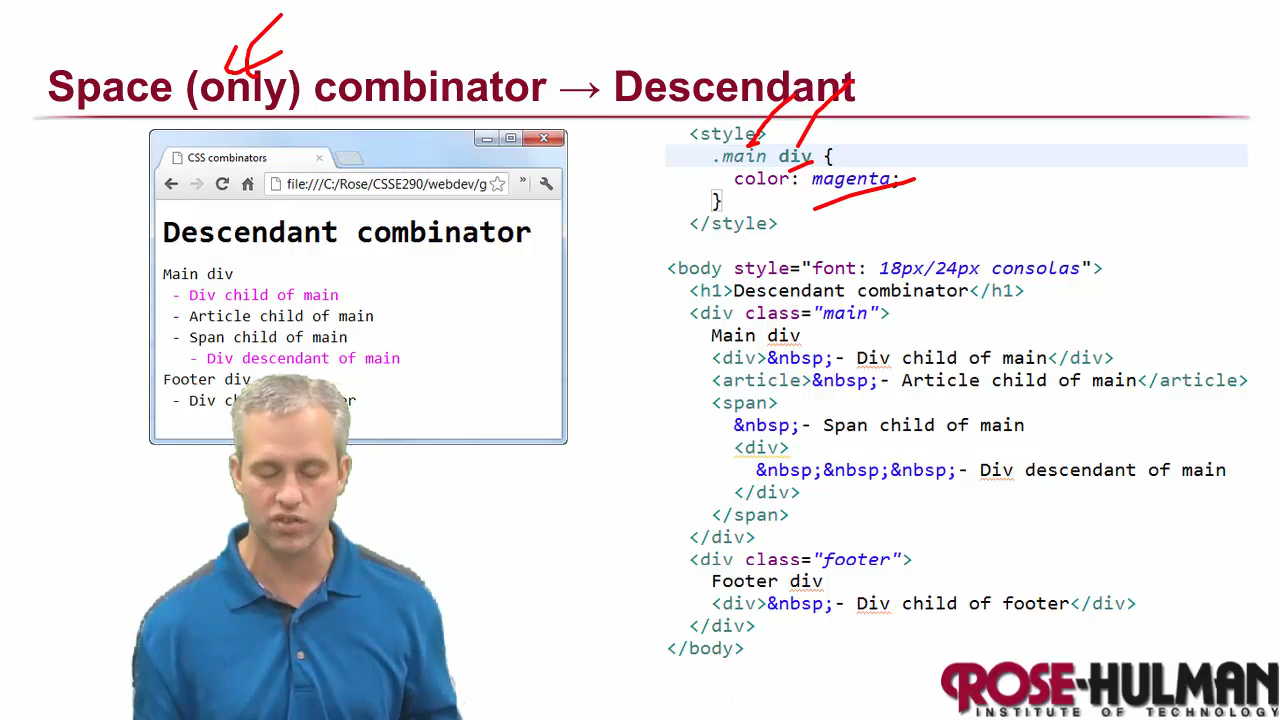 Space (only) combinator → Descendant
CSS combinators
file:///C:/Rose/CSSE290/webdev/g
Descendant combinator
Main div
- Div child of main
- Article child of main
- Span child of main
- Div descendant of main
Footer div
- Div
<style>
.main div {
color: magenta;
}
</style>
<body style="font: 18px/24px consolas">
<h1>Descendant combinator</h1>
<div class="main">
Main div
<div>&nbsp;- Div child of main</div>
<article>&nbsp;- Article child of main</article>
<span>
&nbsp;- Span child of main
<div>
&nbsp;&nbsp;&nbsp;- Div descendant of main
</div>
</span>
</div>
<div class="footer">
Footer div
<div>&nbsp;- Div child of footer</div>
</div>
</body>
ROSE-HULMAN
INSTITUTE OF TECHNOLOGY